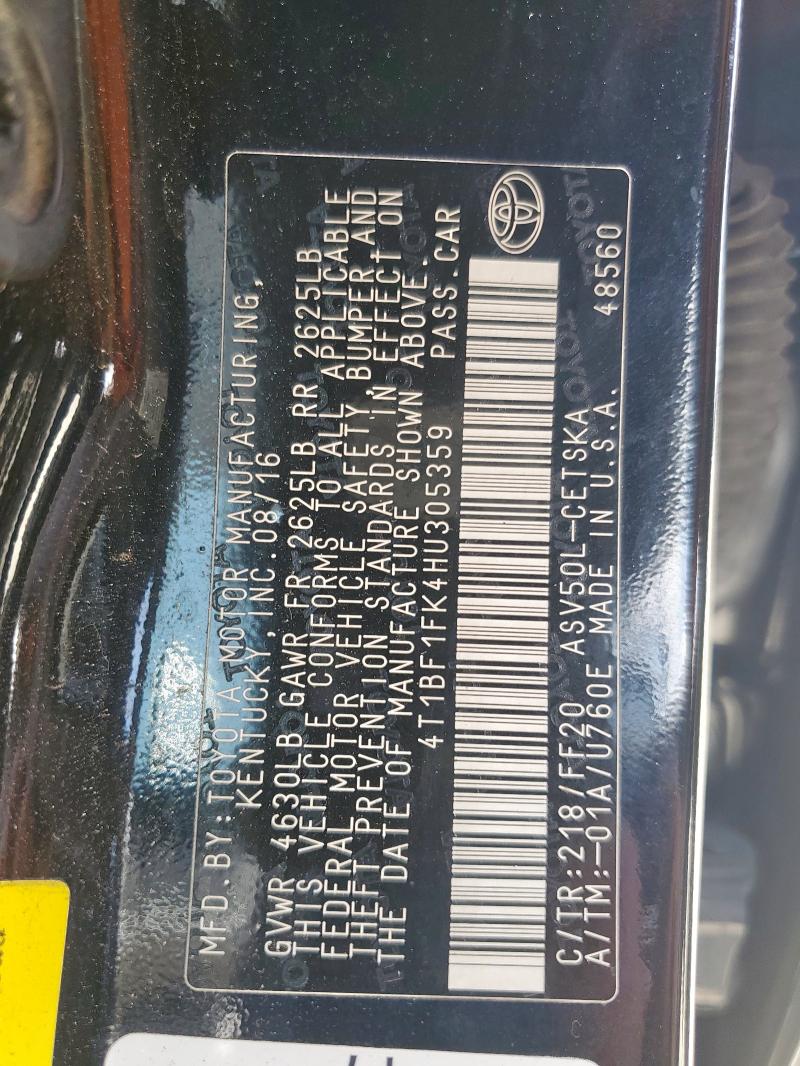 MFD.BY:TOYOTA MOTOR MANUFACTURING,
KENTUCKY, INC.08/16
GVWR 4630LB GAWR FR 2625LB RR 2625LB
THIS VEHICLE CONFORMS TO ALL APPLICABLE
FEDERAL MOTOR VEHICLE SAFETY BUMPER AND
THEFT PREVENTION STANDARDS IN EFFECT ON
THE DATE OF MANUFACTURE SHOWN ABOVE.
4T1BF1FK4HU305359 PASS.CAR
C/TR:218/FF20 ASV50L-CETSKA 48560
A/TM:-01A/U760E MADE IN U.S.A.